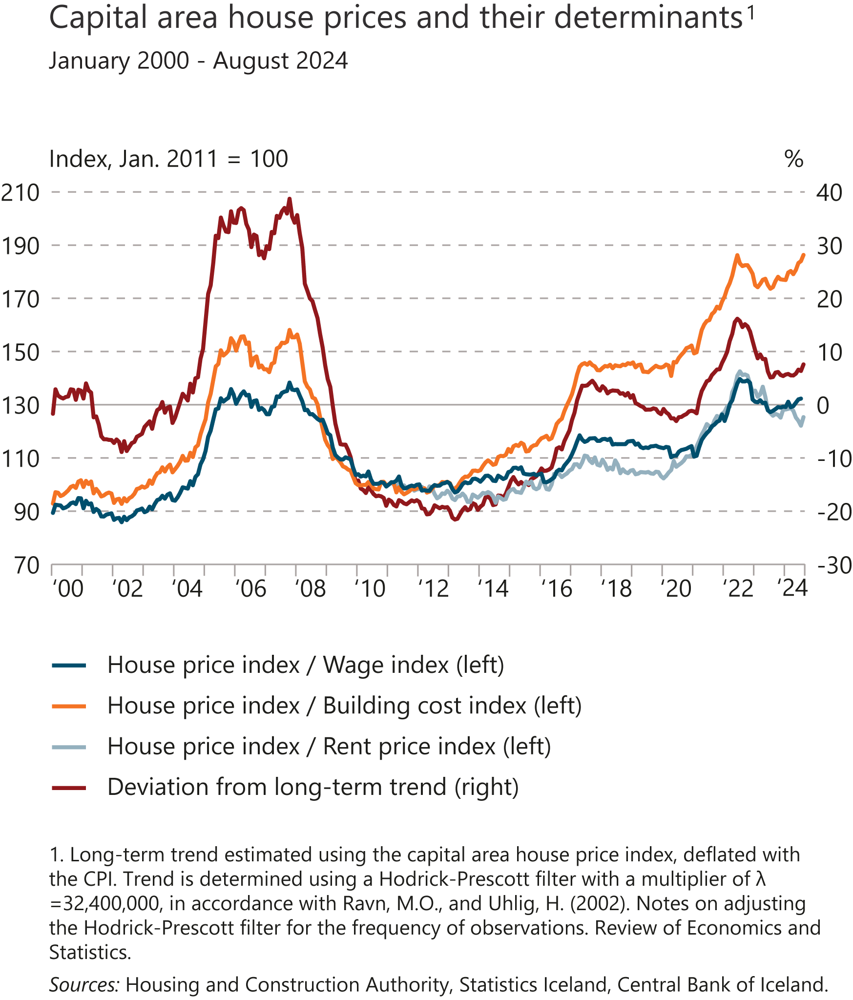 Capital area house prices and their determinants¹
January 2000 - August 2024
Index, Jan. 2011 = 100
%
210
40
190
30
170
20
150
10
130
0
110
-10
90
-20
70
-30
‘00 ‘02 ‘04 ‘06 ‘08 ‘10 ‘12 ‘14 ‘16 ‘18 ‘20 ‘22 ‘24
House price index / Wage index (left)
House price index / Building cost index (left)
House price index / Rent price index (left)
Deviation from long-term trend (right)
1. Long-term trend estimated using the capital area house price index, deflated with
the CPI. Trend is determined using a Hodrick-Prescott filter with a multiplier of λ
=32,400,000, in accordance with Ravn, M.O., and Uhlig, H. (2002). Notes on adjusting
the Hodrick-Prescott filter for the frequency of observations. Review of Economics and
Statistics.
Sources: Housing and Construction Authority, Statistics Iceland, Central Bank of Iceland.